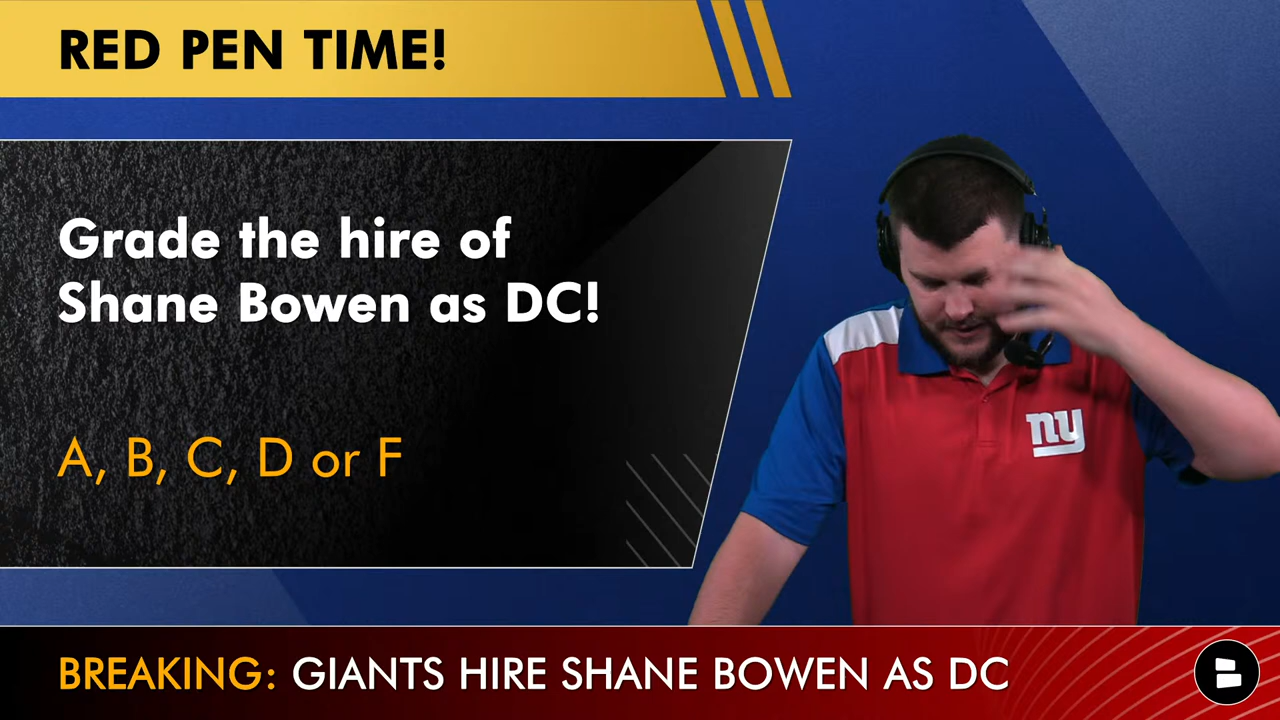 RED PEN TIME!
Grade the hire of
Shane Bowen as DC!
A, B, C, D or F
ny
BREAKING: GIANTS HIRE SHANE BOWEN AS DC